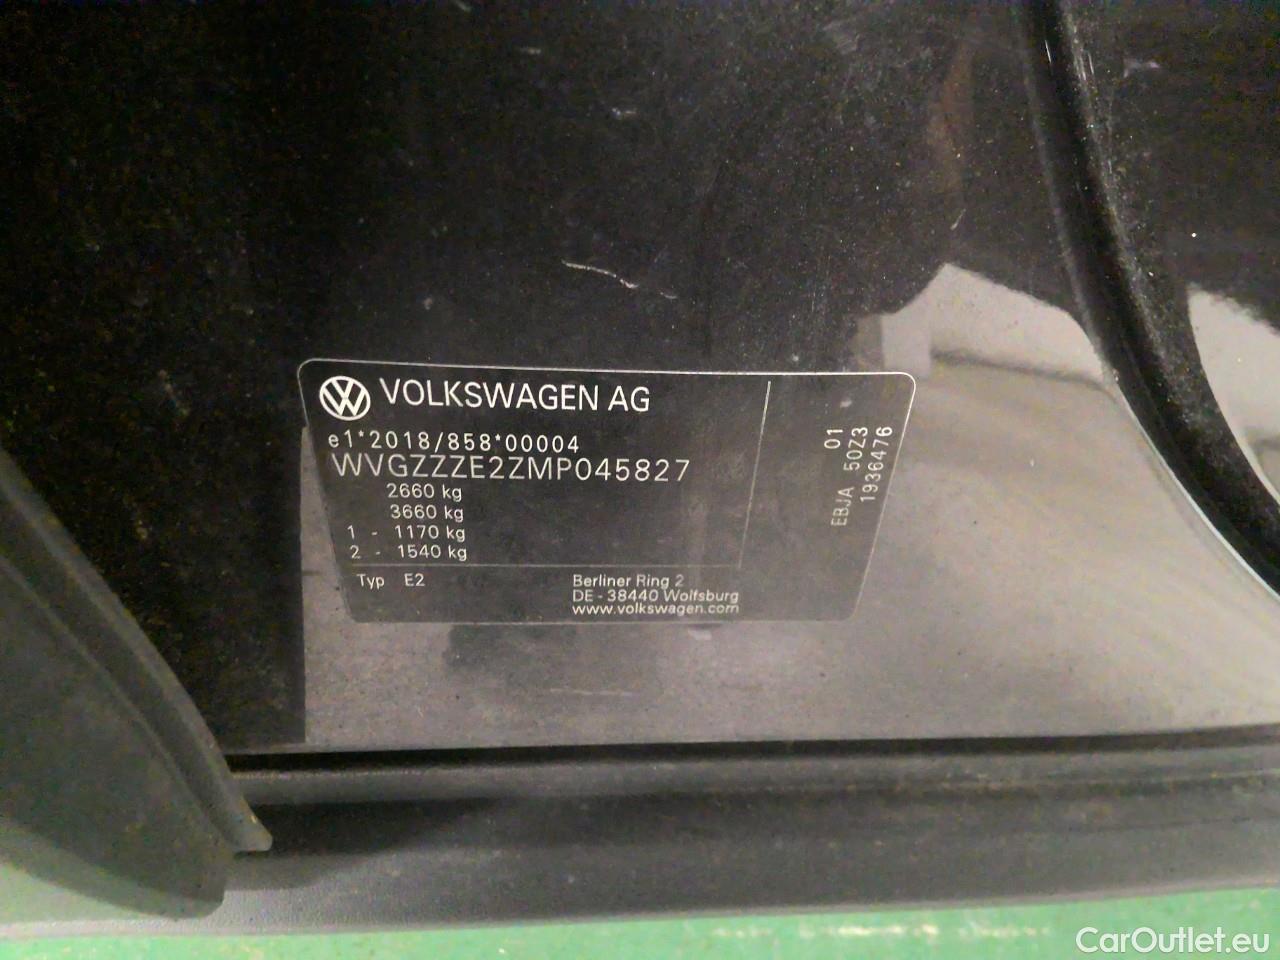 VOLKSWAGEN AG
e1*2018/858*00004
WVGZZZE2ZMP045827
2660 kg
3660 kg
1 - 1170 kg
2 - 1540 kg
Typ E2
Berliner Ring 2
DE - 38440 Wolfsburg
www.volkswagen.com
01
EBJA 50Z3
1936476
CarOutlet.eu